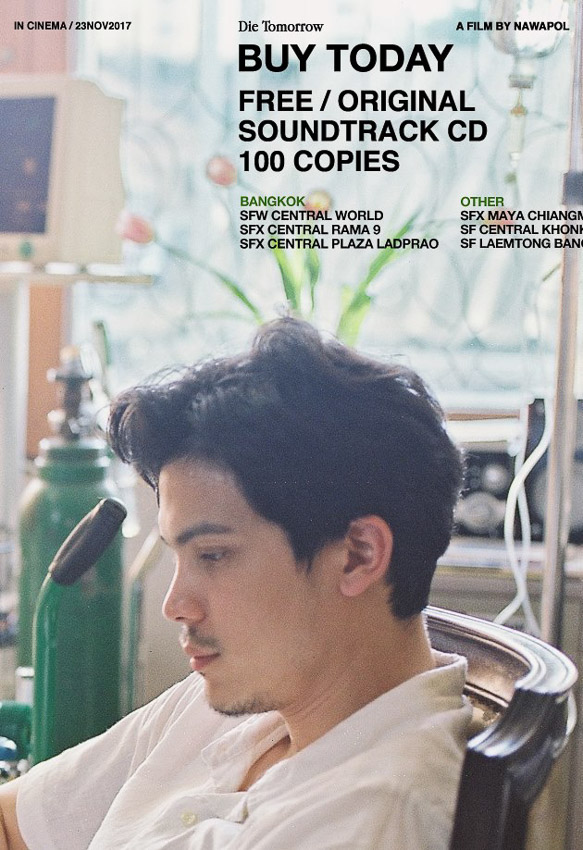 IN CINEMA / 23NOV2017
Die Tomorrow
A FILM BY NAWAPOL
BUY TODAY
FREE / ORIGINAL
SOUNDTRACK CD
100 COPIES
BANGKOK
SFW CENTRAL WORLD
SFX CENTRAL RAMA 9
SFX CENTRAL PLAZA LADPRAO
OTHER
SFX MAYA
SF CENTRAL
SF LAEMTONG